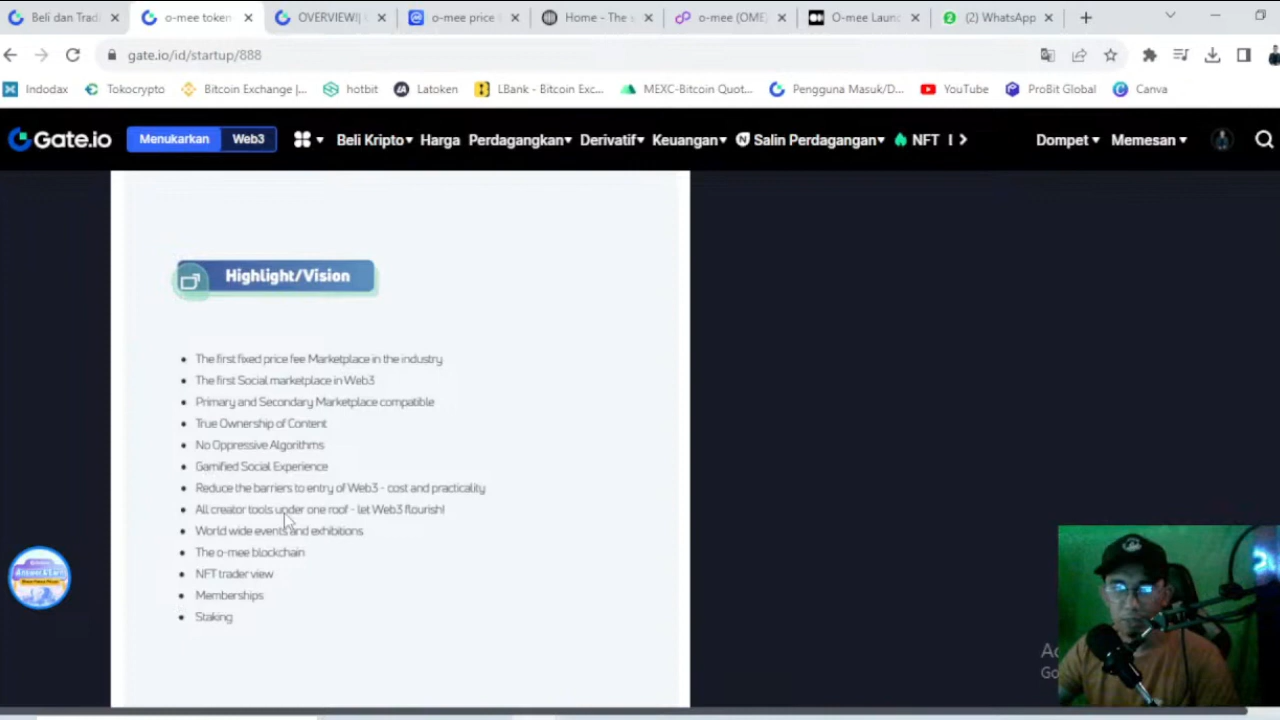 Beli dan Tradi
o-mee token
OVERVIEW|
o-mee price
Home - The
o-mee (OME)
O-mee Laun
(2) WhatsApp
gate.io/id/startup/888
Indodax
Tokocrypto
Bitcoin Exchange |...
hotbit
Latoken
LBank - Bitcoin Exc...
MEXC-Bitcoin Quot...
Pengguna Masuk/D...
YouTube
ProBit Global
Canva
Gate.io
Menukarkan
Web3
Beli Kripto
Harga
Perdagangkan
Derivatif
Keuangan
Salin Perdagangan
NFT
Dompet
Memesan
Highlight/Vision
The first fixed price fee Marketplace in the industry
The first Social marketplace in Web3
Primary and Secondary Marketplace compatible
True Ownership of Content
No Oppressive Algorithms
Gamified Social Experience
Reduce the barriers to entry of Web3 - cost and practicality
All creator tools under one roof - let Web3 flourish!
World wide events and exhibitions
The o-mee blockchain
NFT trader view
Memberships
Staking
Answer&Earn